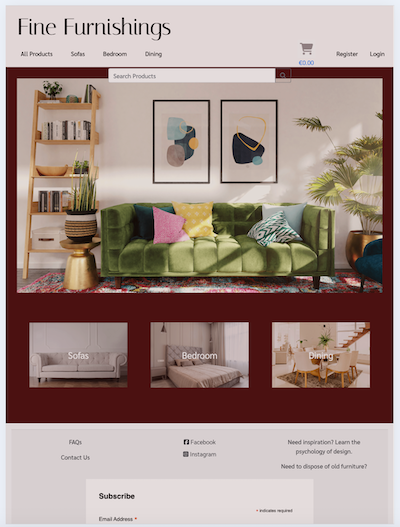 Fine Furnishings
All Products Sofas Bedroom Dining
€0.00
Register Login
Search Products
Sofas
Bedroom
Dining
FAQs
Contact Us
Facebook
Instagram
Need inspiration? Learn the
psychology of design.
Need to dispose of old furniture?
Subscribe
* indicates required
Email Address *